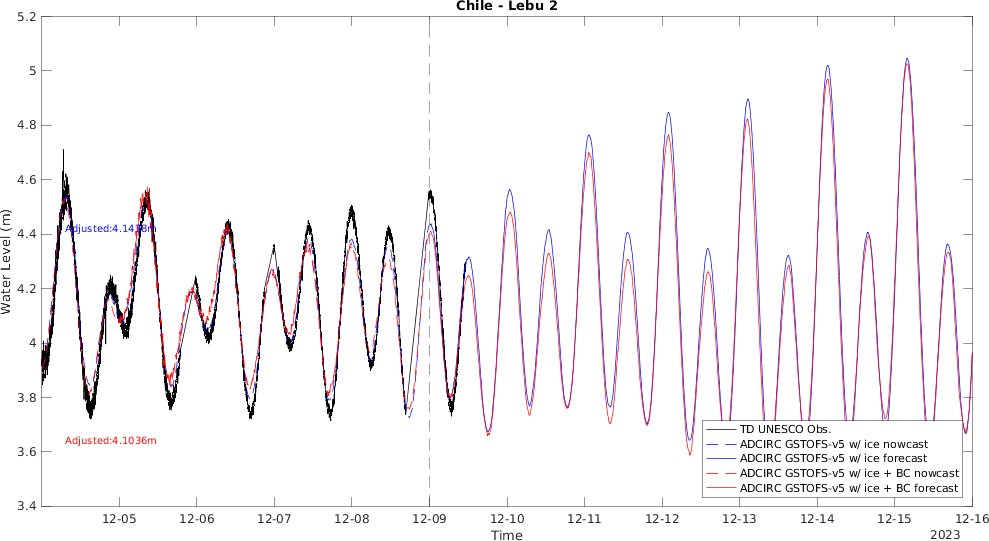 Chile - Lebu 2
5.2
5
4.8
4.6
4.4
4.2
4
3.8
3.6
3.4
Water Level (m)
Adjusted:4.1418m
Adjusted:4.1036m
TD UNESCO Obs.
ADCIRC GSTOFS-v5 w/ ice nowcast
ADCIRC GSTOFS-v5 w/ ice forecast
ADCIRC GSTOFS-v5 w/ ice + BC nowcast
ADCIRC GSTOFS-v5 w/ ice + BC forecast
12-05 12-06 12-07 12-08 12-09 12-10 12-11 12-12 12-13 12-14 12-15 12-16
Time
2023